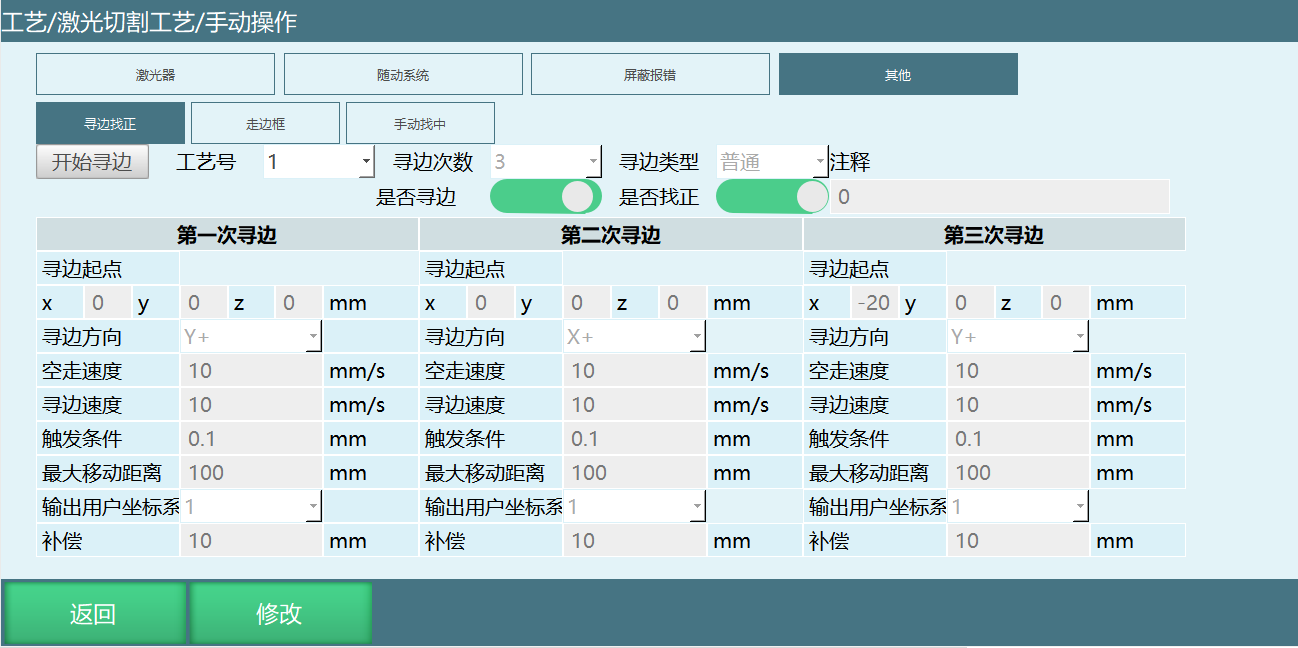 工艺/激光切割工艺/手动操作
激光器 随动系统 屏蔽报错 其他
寻边找正 走边框 手动找中
开始寻边 工艺号 1 寻边次数 3 寻边类型 普通 注释
是否寻边 是否找正 0
第一次寻边 第二次寻边 第三次寻边
寻边起点 寻边起点 寻边起点
x 0 y 0 z 0 mm x 0 y 0 z 0 mm x -20 y 0 z 0 mm
寻边方向 Y+ 寻边方向 X+ 寻边方向 Y+
空走速度 10 mm/s 空走速度 10 mm/s 空走速度 10 mm/s
寻边速度 10 mm/s 寻边速度 10 mm/s 寻边速度 10 mm/s
触发条件 0.1 mm 触发条件 0.1 mm 触发条件 0.1 mm
最大移动距离 100 mm 最大移动距离 100 mm 最大移动距离 100 mm
输出用户坐标系 1 输出用户坐标系 1 输出用户坐标系 1
补偿 10 mm 补偿 10 mm 补偿 10 mm
返回 修改